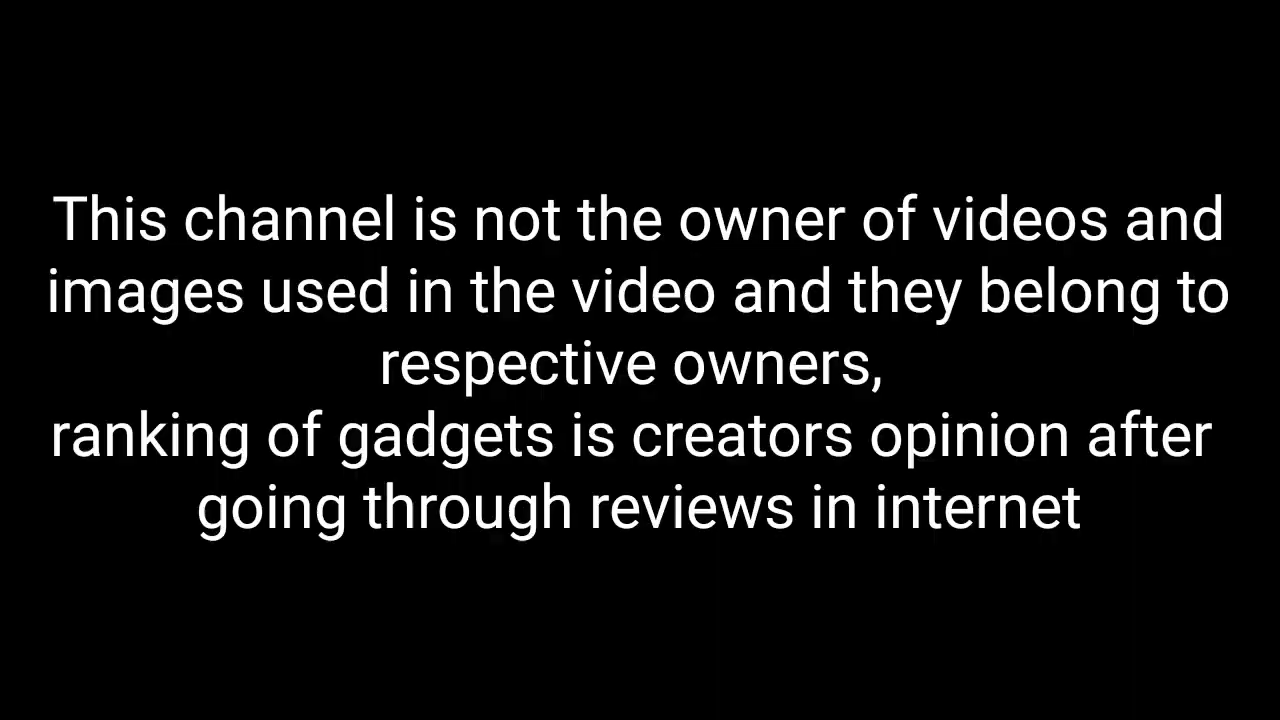 This channel is not the owner of videos and
images used in the video and they belong to
respective owners,
ranking of gadgets is creators opinion after
going through reviews in internet